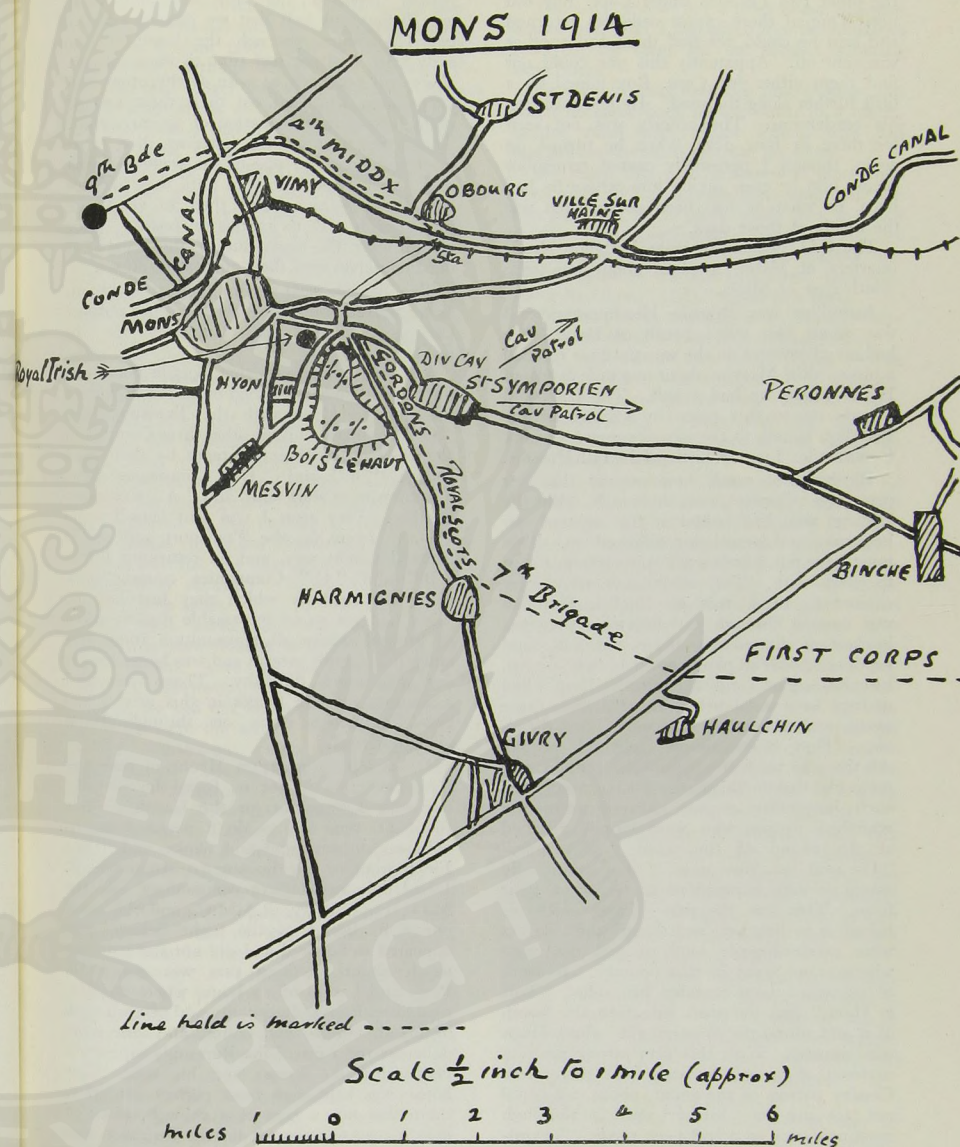 MONS 1914
ST DENIS
4th MIDDX
9th Bde
VIMY
OBOURG
VILLE SUR
HAINE
CONDE CANAL
CONDE CANAL
Sta
MONS
Royal Irish
NYON
GORDONS
DIV CAV
Cav
Patrol
ST SYMPORIEN
Cav Patrol
PERONNES
BOIS LEHAUT
MESVIN
ROYAL SCOTS
BINCHE
HARMIGNIES
Brigade
FIRST CORPS
HAULCHIN
GIVRY
Line held is marked ------
Scale ½ inch to 1 mile (approx)
1 0 1 2 3 4 5 6
miles miles
HERA
Y REGT